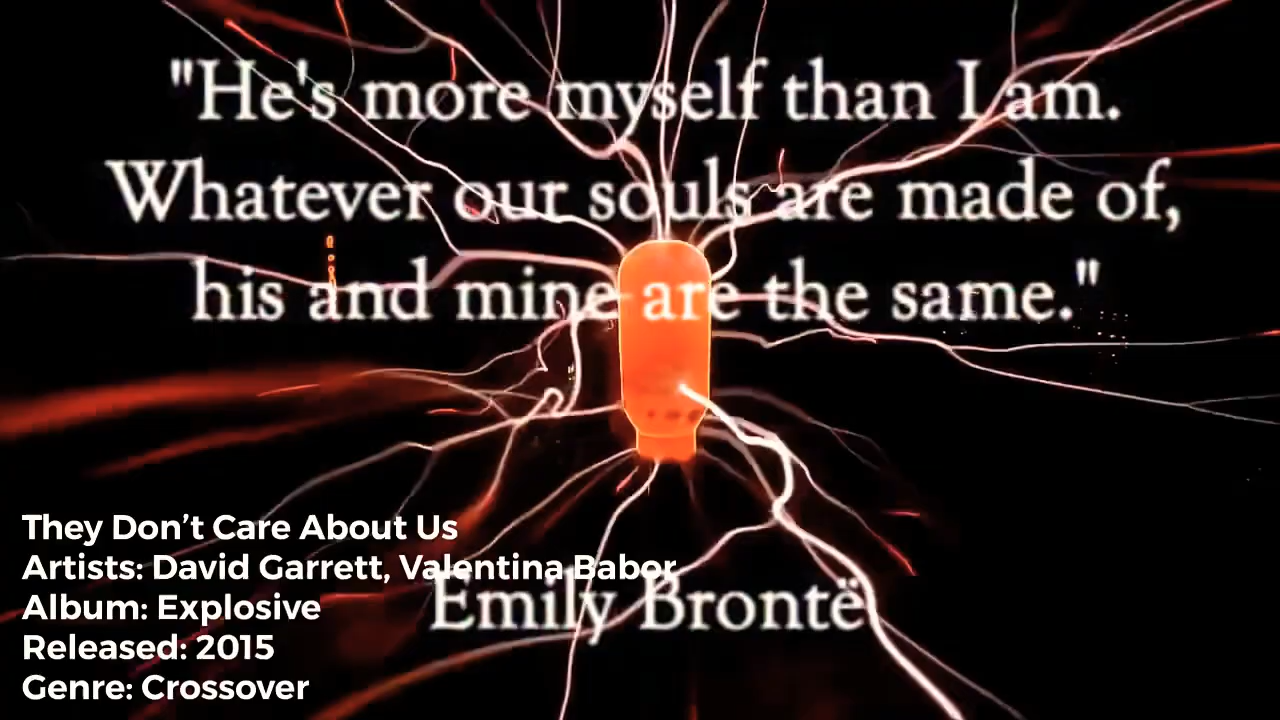 "He's more myself than I am.
Whatever our souls are made of,
his and mine are the same."
They Don’t Care About Us
Artists: David Garrett, Valentina Babor
Album: Explosive
Emily Brontë
Released: 2015
Genre: Crossover